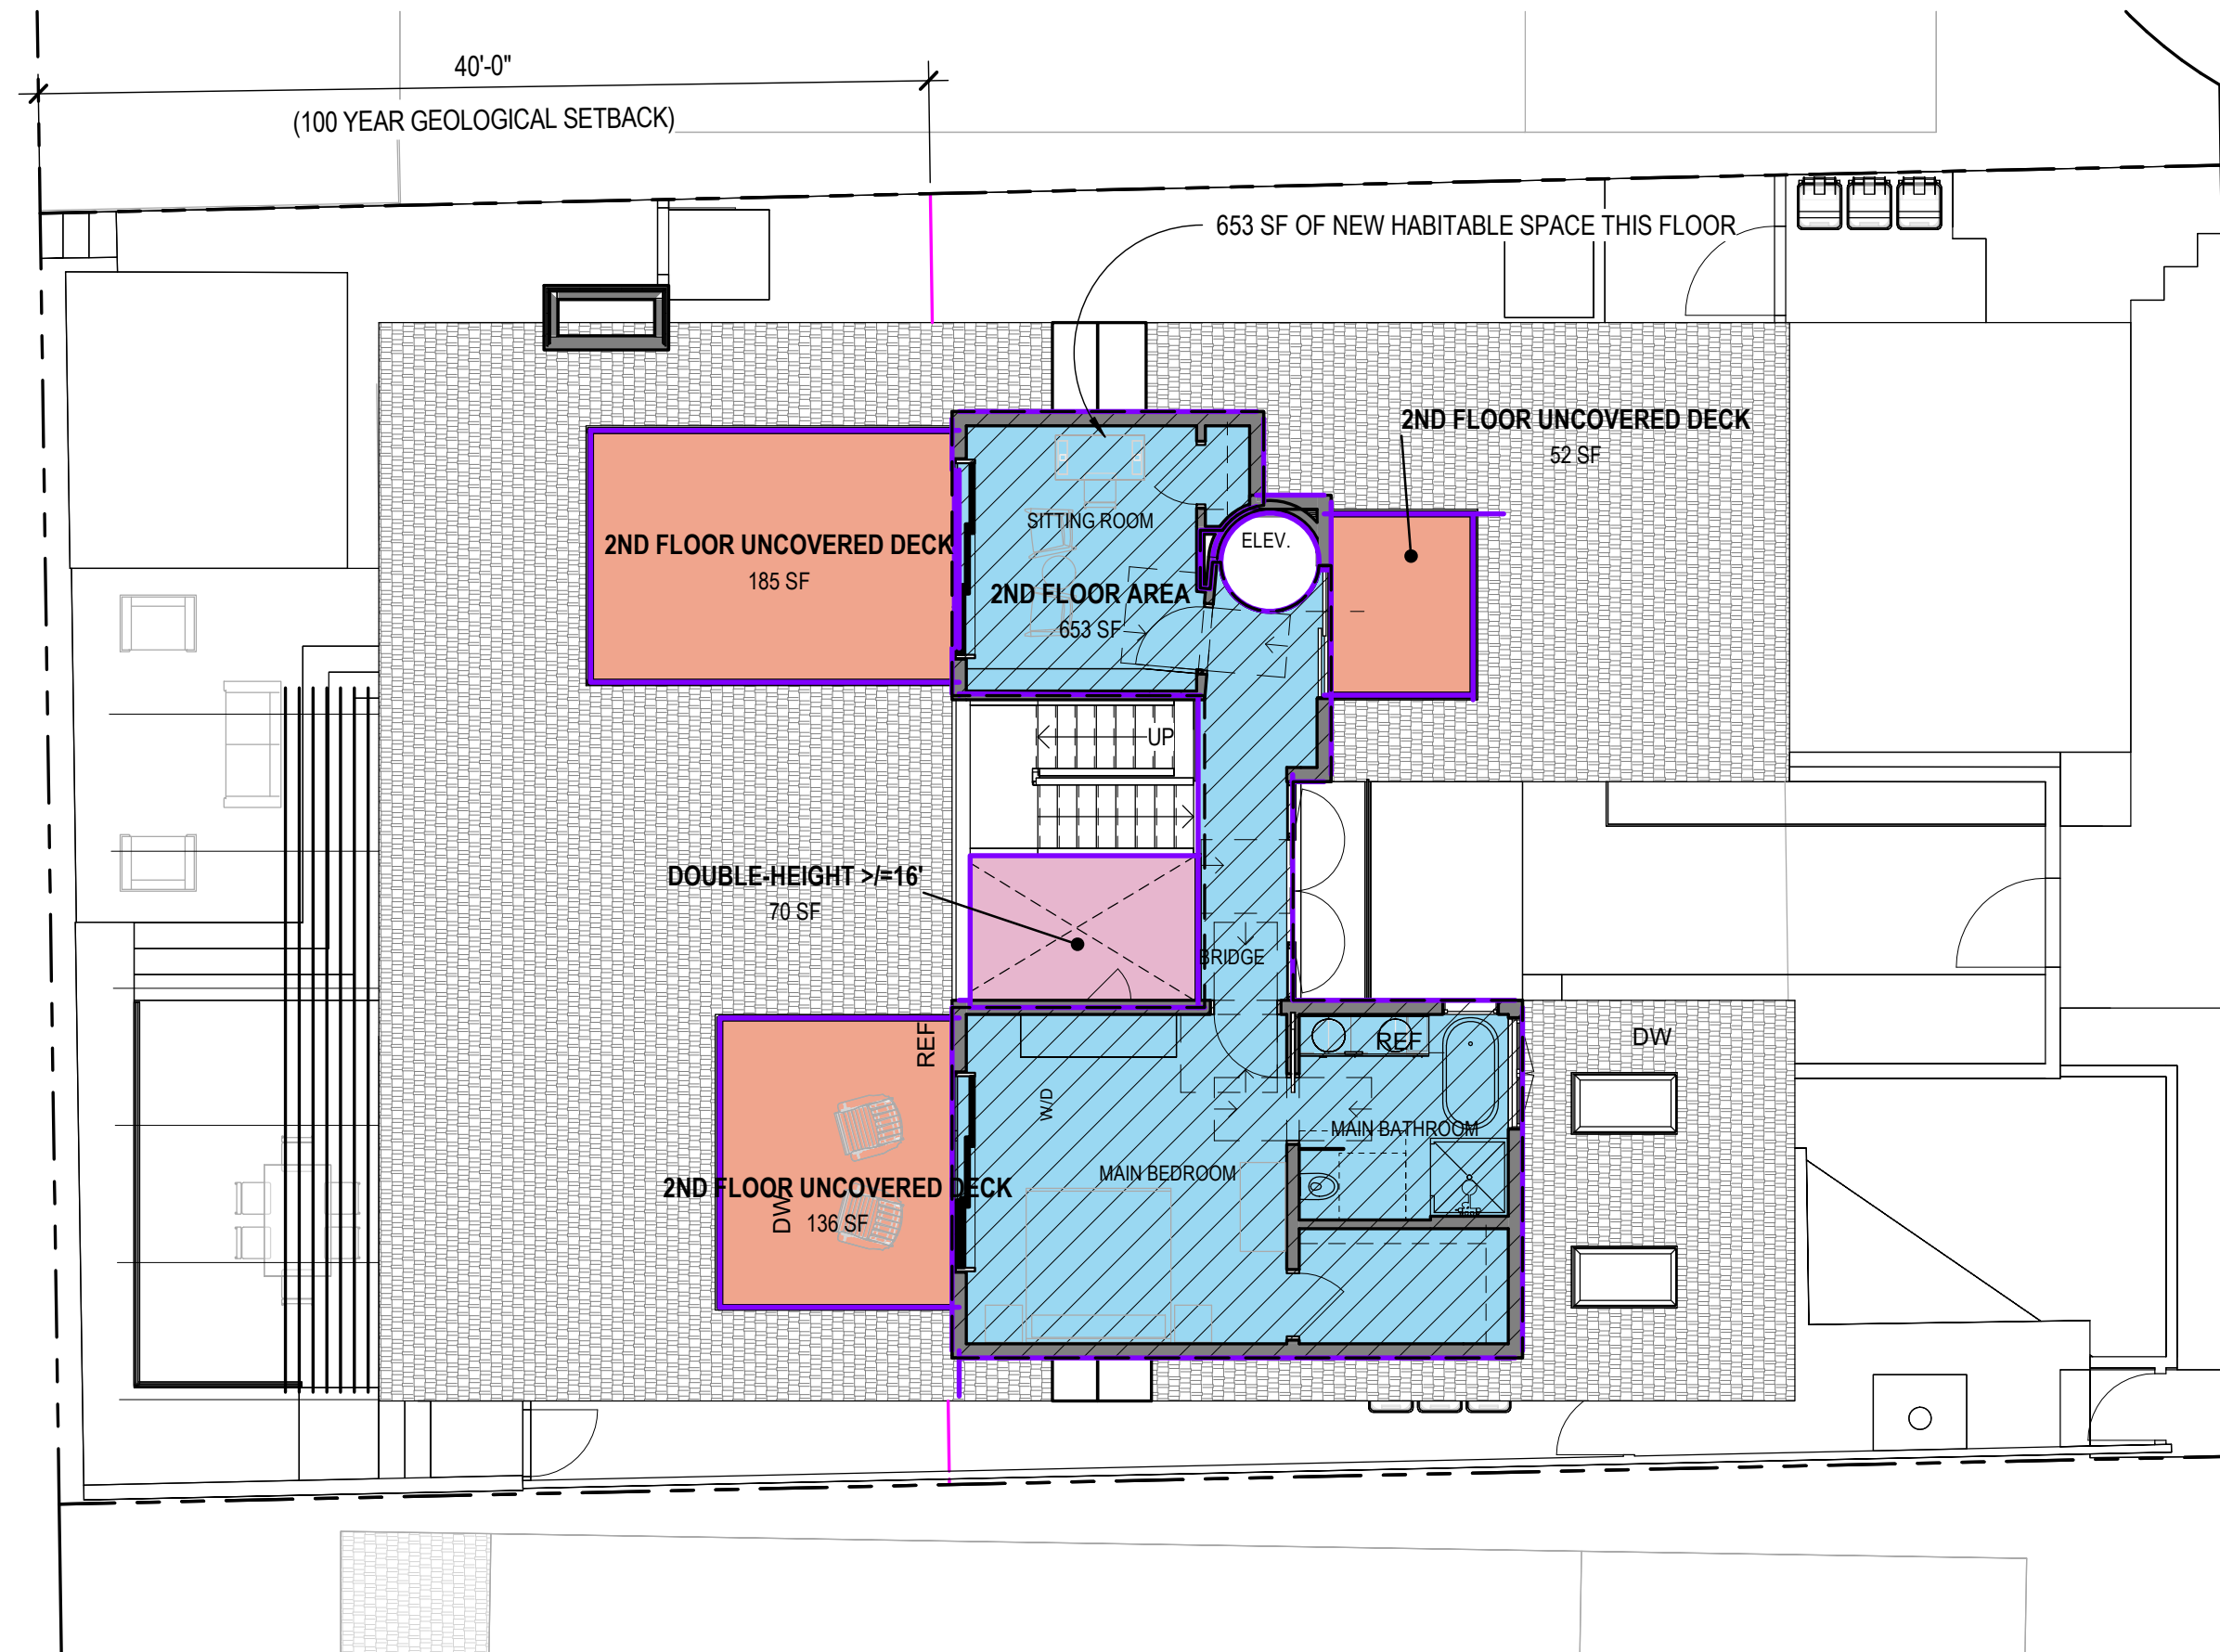 40'-0"
(100 YEAR GEOLOGICAL SETBACK)
653 SF OF NEW HABITABLE SPACE THIS FLOOR
2ND FLOOR UNCOVERED DECK
52 SF
SITTING ROOM
ELEV.
2ND FLOOR UNCOVERED DECK
185 SF
2ND FLOOR AREA
653 SF
UP
DOUBLE-HEIGHT >/=16'
70 SF
BRIDGE
REF
REF
DW
W/D
MAIN BATHROOM
MAIN BEDROOM
2ND FLOOR UNCOVERED DECK
136 SF
DW